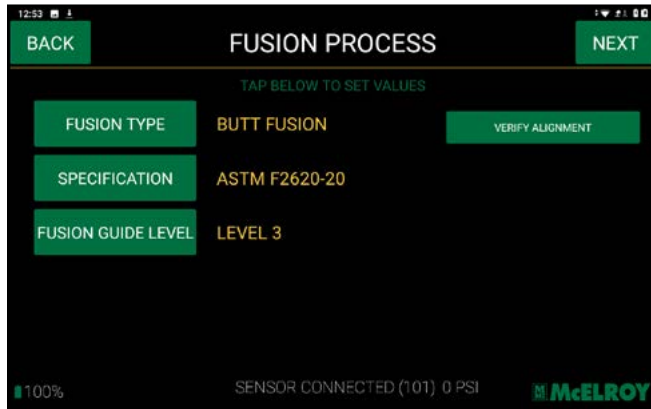 12:53
BACK FUSION PROCESS NEXT
TAP BELOW TO SET VALUES
FUSION TYPE BUTT FUSION VERIFY ALIGNMENT
SPECIFICATION ASTM F2620-20
FUSION GUIDE LEVEL LEVEL 3
100% SENSOR CONNECTED (101) 0 PSI McELROY